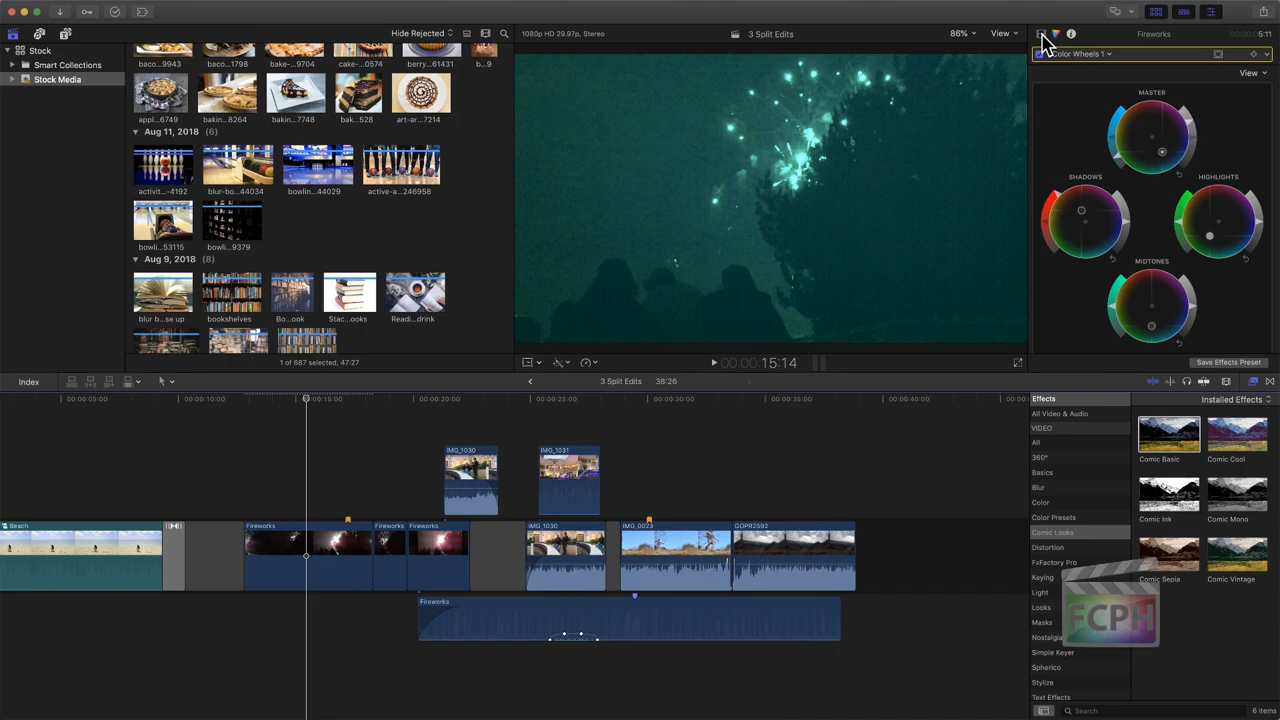 Hide Rejected
1080p HD 29.97p, Stereo
3 Split Edits
86%
View
Fireworks
00:00:05:11
Stock
Smart Collections
Stock Media
baco...9943
baco...1798
bake-...9704
cake-...6649
berry...61431
b...9
appl...6749
bakin...8264
bakin...7748
bak...528
art-ar...7214
Aug 11, 2018 (6)
activit...-4192
blur-bo...44034
bowlin...44029
active-a...246958
bowli...53115
bowli...9379
Aug 9, 2018 (8)
blur b...se up
bookshelves
Bo...ook
Stac...ooks
Readi...drink
1 of 687 selected, 47:27
00:00:15:14
Color Wheels 1
View
MASTER
SHADOWS
HIGHLIGHTS
MIDTONES
Save Effects Preset
Index
3 Split Edits
38:26
00:00:05:00
00:00:10:00
00:00:15:00
00:00:20:00
00:00:25:00
00:00:30:00
00:00:35:00
00:00:40:00
IMG_1030
IMG_1031
Beach
Fireworks
Fireworks
Fireworks
IMG_1030
IMG_0023
GOPR2592
Fireworks
Effects
Installed Effects
All Video & Audio
VIDEO
All
360°
Basics
Blur
Color
Color Presets
Comic Looks
Distortion
FxFactory Pro
Keying
Light
Looks
Masks
Nostalgia
Simple Keyer
Spherico
Stylize
Text Effects
Comic Basic
Comic Cool
Comic Ink
Comic Mono
Comic Sepia
Comic Vintage
FCPH
Search
6 items